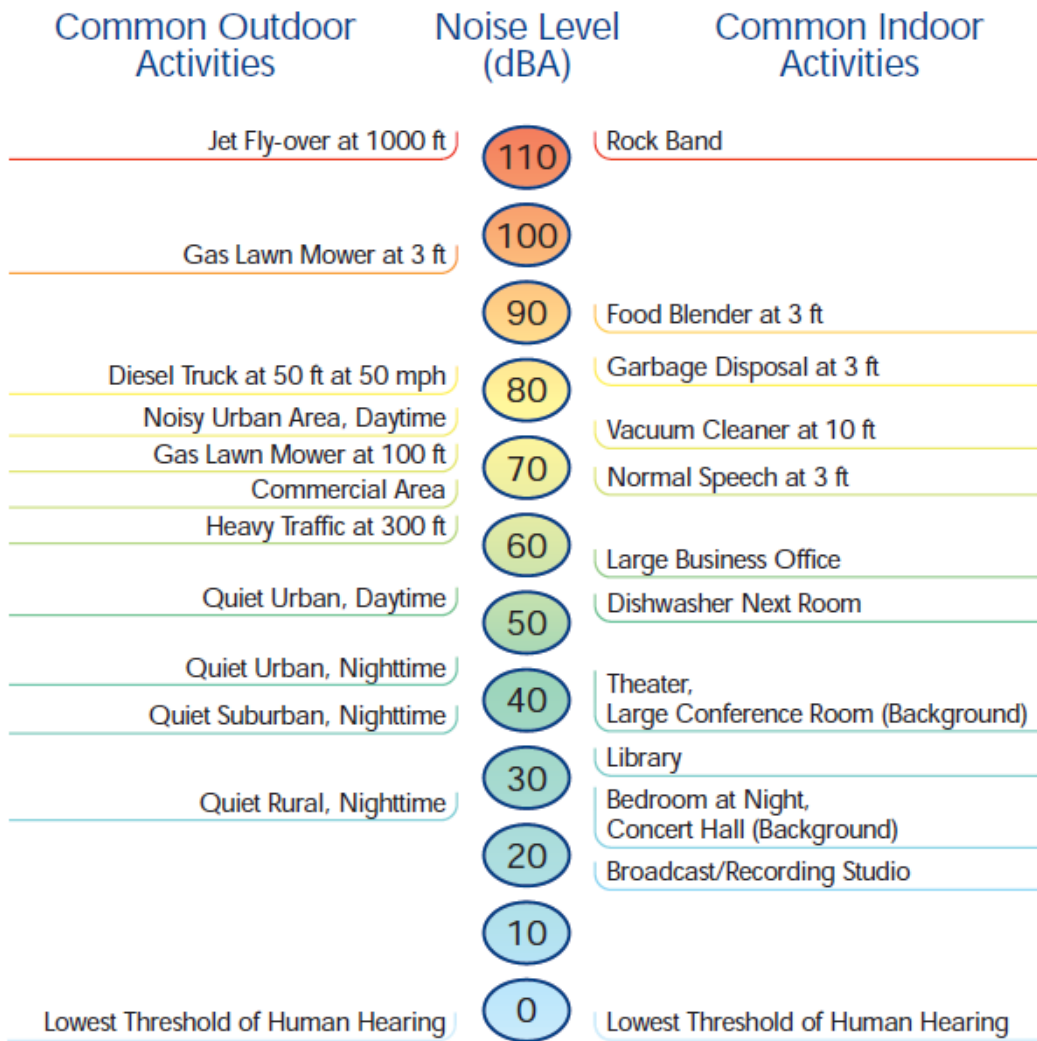 Common Outdoor
Activities
Noise Level
(dBA)
Common Indoor
Activities
Jet Fly-over at 1000 ft
110
Rock Band
100
Gas Lawn Mower at 3 ft
90
Food Blender at 3 ft
Diesel Truck at 50 ft at 50 mph
80
Garbage Disposal at 3 ft
Noisy Urban Area, Daytime
Vacuum Cleaner at 10 ft
Gas Lawn Mower at 100 ft
70
Normal Speech at 3 ft
Commercial Area
Heavy Traffic at 300 ft
60
Large Business Office
Quiet Urban, Daytime
50
Dishwasher Next Room
Quiet Urban, Nighttime
40
Theater,
Large Conference Room (Background)
Quiet Suburban, Nighttime
30
Library
Quiet Rural, Nighttime
Bedroom at Night,
Concert Hall (Background)
20
Broadcast/Recording Studio
10
0
Lowest Threshold of Human Hearing
Lowest Threshold of Human Hearing